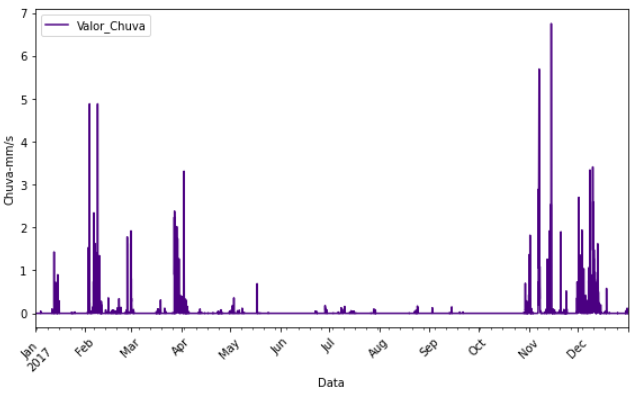 Valor_Chuva
7
6
5
4
3
2
1
0
Chuva-mm/s
Jan
2017
Feb
Mar
Apr
May
Jun
Jul
Aug
Sep
Oct
Nov
Dec
Data